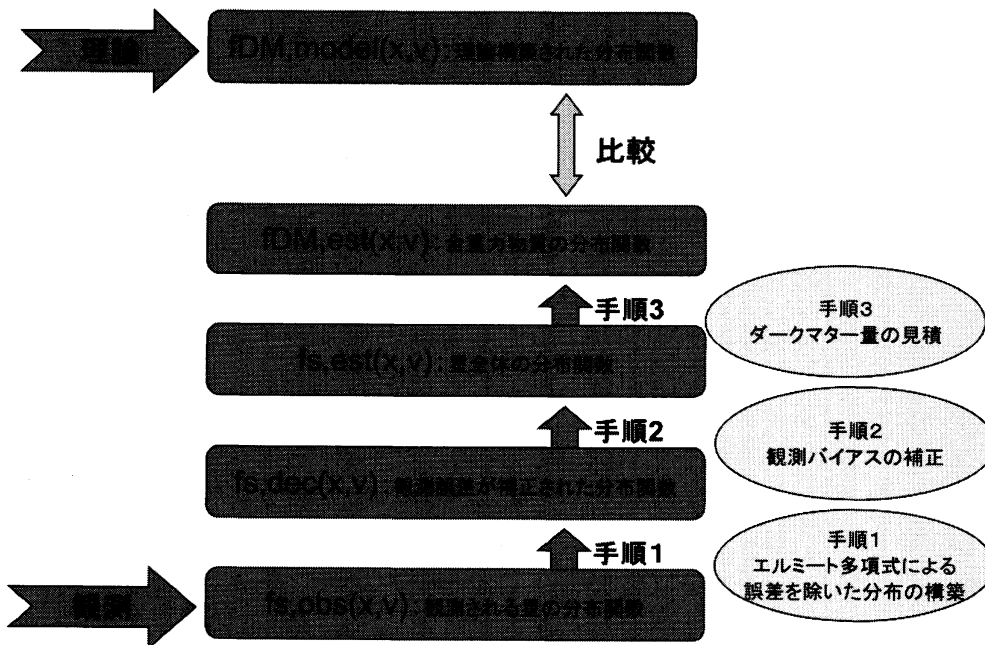 理論
fDM,model(x,v): 理論構築された分布関数
比較
fDM,est(x,v): 全重力物質の分布関数
手順3
手順3
ダークマター量の見積
fs,est(x,v): 星全体の分布関数
手順2
手順2
観測バイアスの補正
fs,dec(x,v): 観測誤差が補正された分布関数
手順1
手順1
エルミート多項式による
誤差を除いた分布の構築
観測
fs,obs(x,v): 観測される量の分布関数